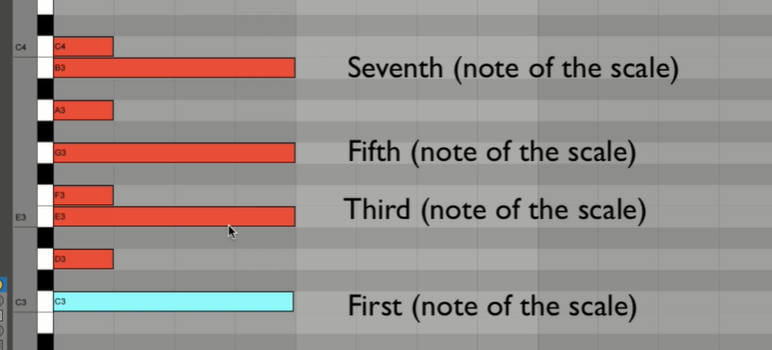 C4
C4
B3
Seventh (note of the scale)
A3
G3
Fifth (note of the scale)
F3
E3
E3
Third (note of the scale)
D3
C3
C3
First (note of the scale)